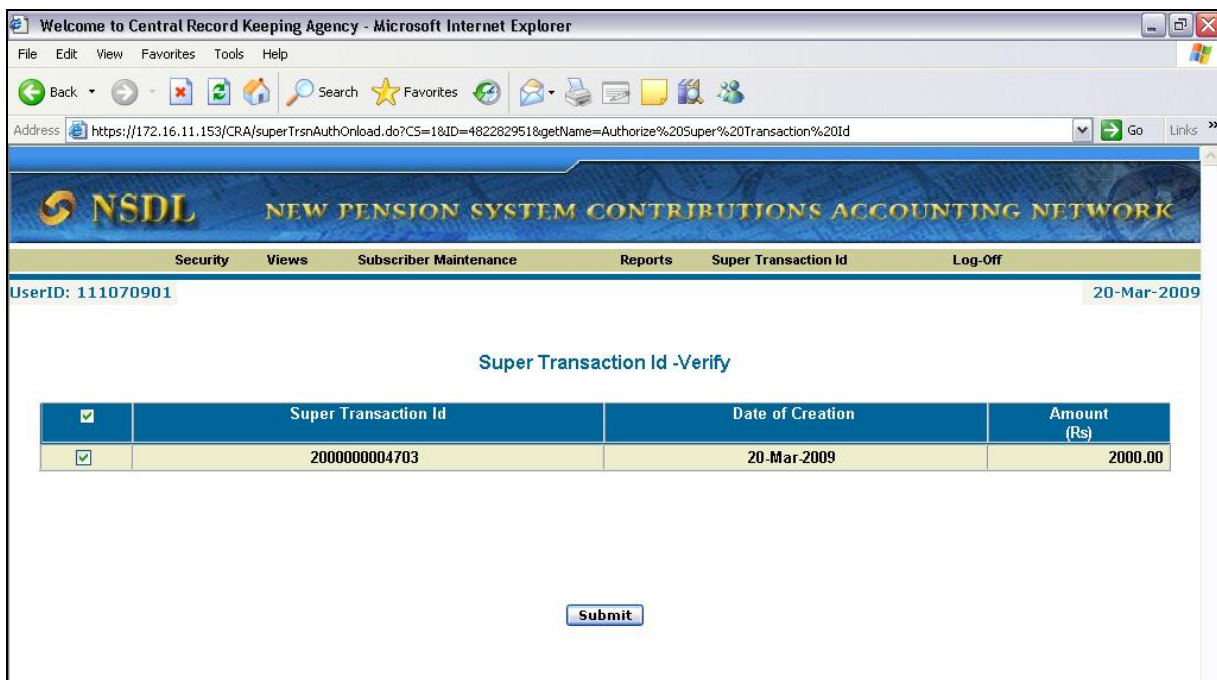 Welcome to Central Record Keeping Agency - Microsoft Internet Explorer
File Edit View Favorites Tools Help
Back Search Favorites
Address https://172.16.11.153/CRA/superTrsnAuthOnload.do?CS=1&ID=482282951&getName=Authorize%20Super%20Transaction%20Id Go Links »
NSDL NEW PENSION SYSTEM CONTRIBUTIONS ACCOUNTING NETWORK
Security Views Subscriber Maintenance Reports Super Transaction Id Log-Off
UserID: 111070901 20-Mar-2009
Super Transaction Id -Verify
Super Transaction Id Date of Creation Amount
(Rs)
2000000004703 20-Mar-2009 2000.00
Submit